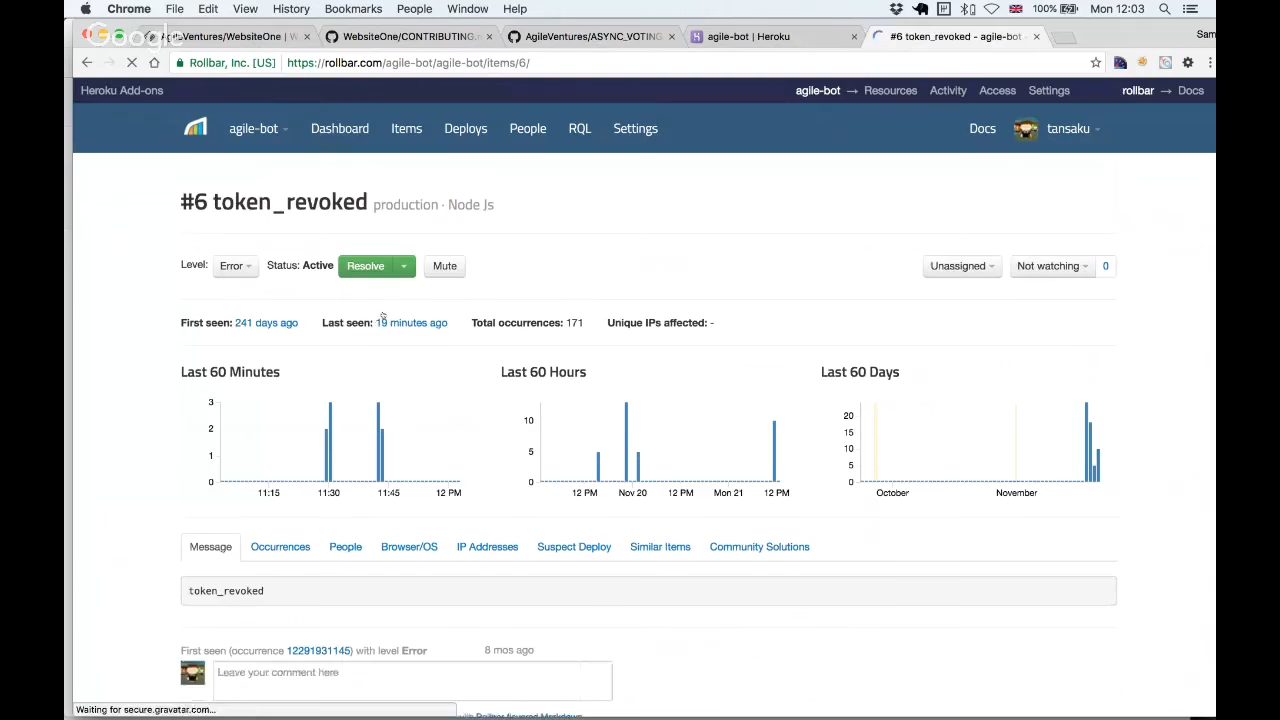 Chrome File Edit View History Bookmarks People Window Help 100% Mon 12:03
Google
AgileVentures/WebsiteOne | W WebsiteOne/CONTRIBUTING. AgileVentures/ASYNC_VOTING. agile-bot | Heroku #6 token_revoked - agile-bot - Sam
Rollbar, Inc. [US] https://rollbar.com/agile-bot/agile-bot/items/6/
Heroku Add-ons agile-bot → Resources Activity Access Settings rollbar → Docs
agile-bot Dashboard Items Deploys People RQL Settings Docs tansaku
#6 token_revoked production · Node Js
Level: Error Status: Active Resolve Mute Unassigned Not watching 0
First seen: 241 days ago Last seen: 19 minutes ago Total occurrences: 171 Unique IPs affected: -
Last 60 Minutes Last 60 Hours Last 60 Days
3
2
1
0
11:15 11:30 11:45 12 PM
10
5
0
12 PM Nov 20 12 PM Mon 21 12 PM
20
15
10
5
0
October November
Message Occurrences People Browser/OS IP Addresses Suspect Deploy Similar Items Community Solutions
token_revoked
First seen (occurrence 12291931145) with level Error 8 mos ago
Leave your comment here
Waiting for secure.gravatar.com... with Rollbar-flavored Markdown